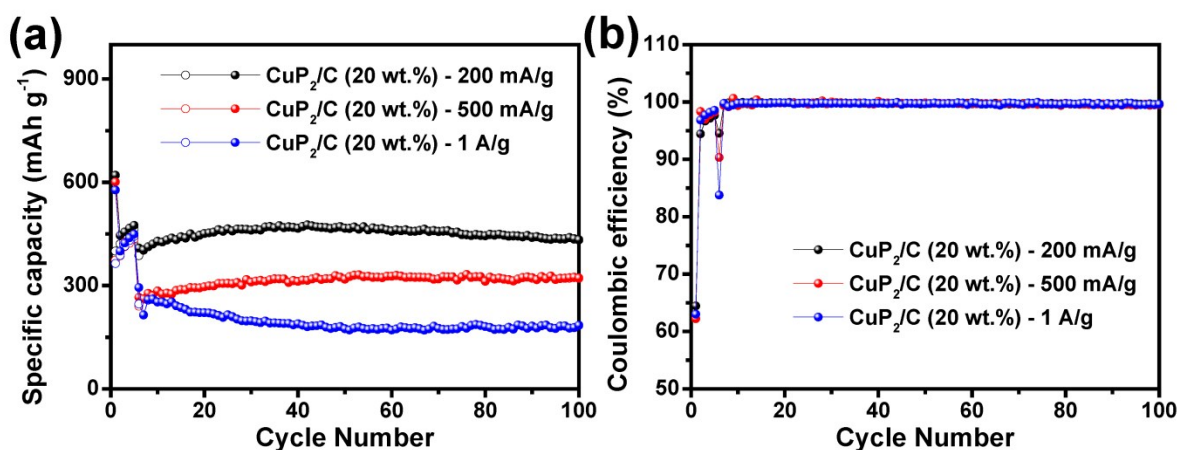 (a)
Specific capacity (mAh g⁻¹)
900
600
300
0
CuP₂/C (20 wt.%) - 200 mA/g
CuP₂/C (20 wt.%) - 500 mA/g
CuP₂/C (20 wt.%) - 1 A/g
0 20 40 60 80 100
Cycle Number
(b)
Coulombic efficiency (%)
110
100
90
80
70
60
50
CuP₂/C (20 wt.%) - 200 mA/g
CuP₂/C (20 wt.%) - 500 mA/g
CuP₂/C (20 wt.%) - 1 A/g
0 20 40 60 80 100
Cycle Number